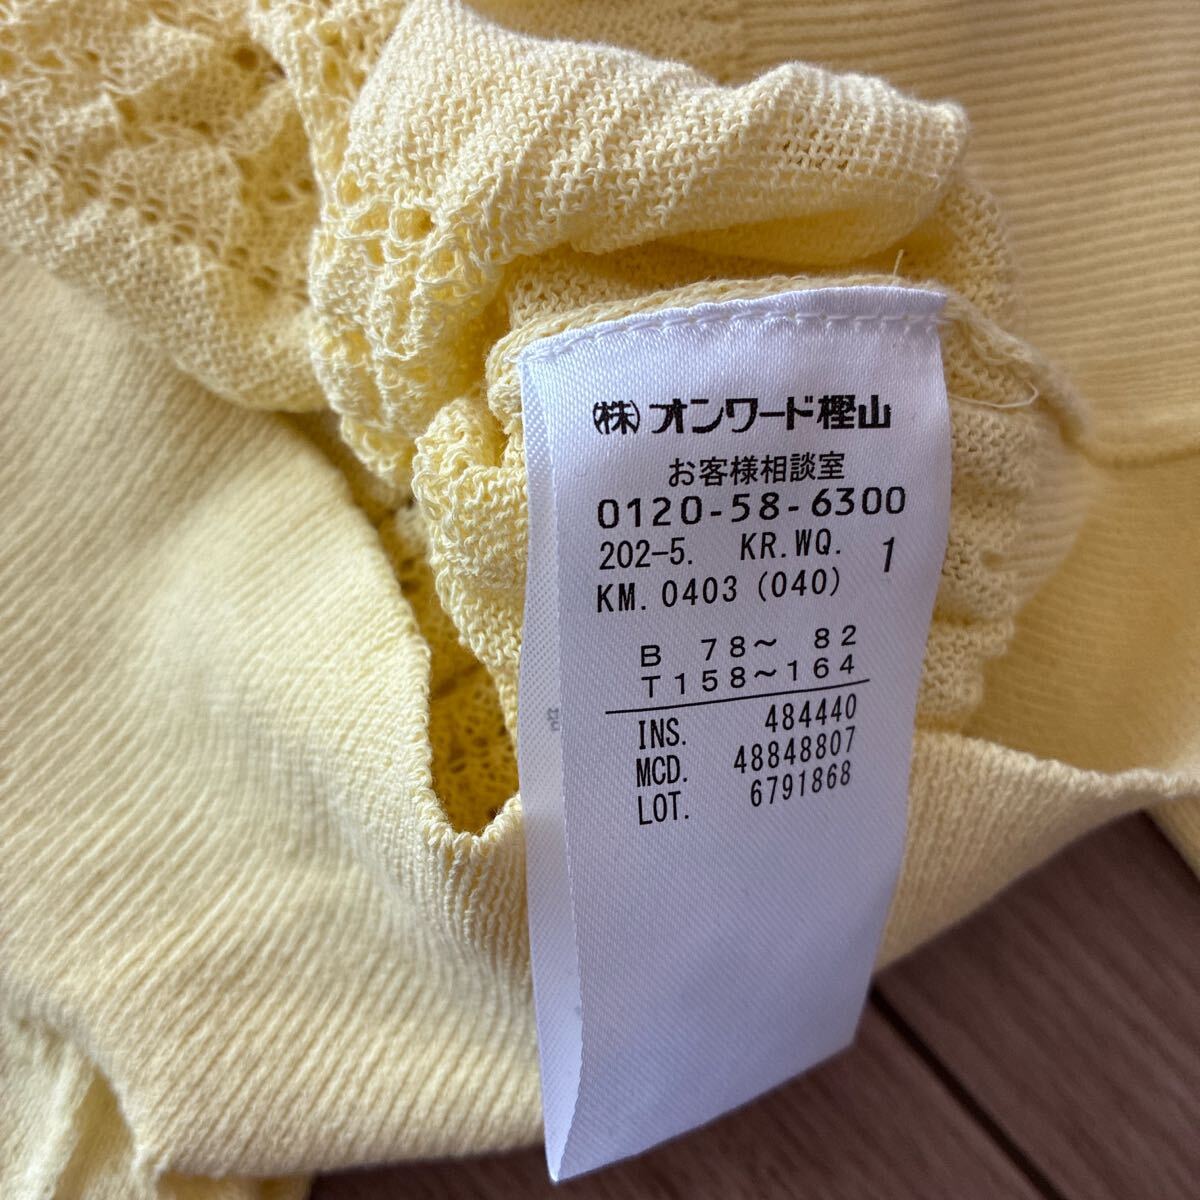 ㈱オンワード樫山
お客様相談室
0120-58-6300
202-5. KR.WQ. 1
KM.0403(040)
B 78～ 82
T158～164
INS. 484440
MCD. 48848807
LOT. 6791868